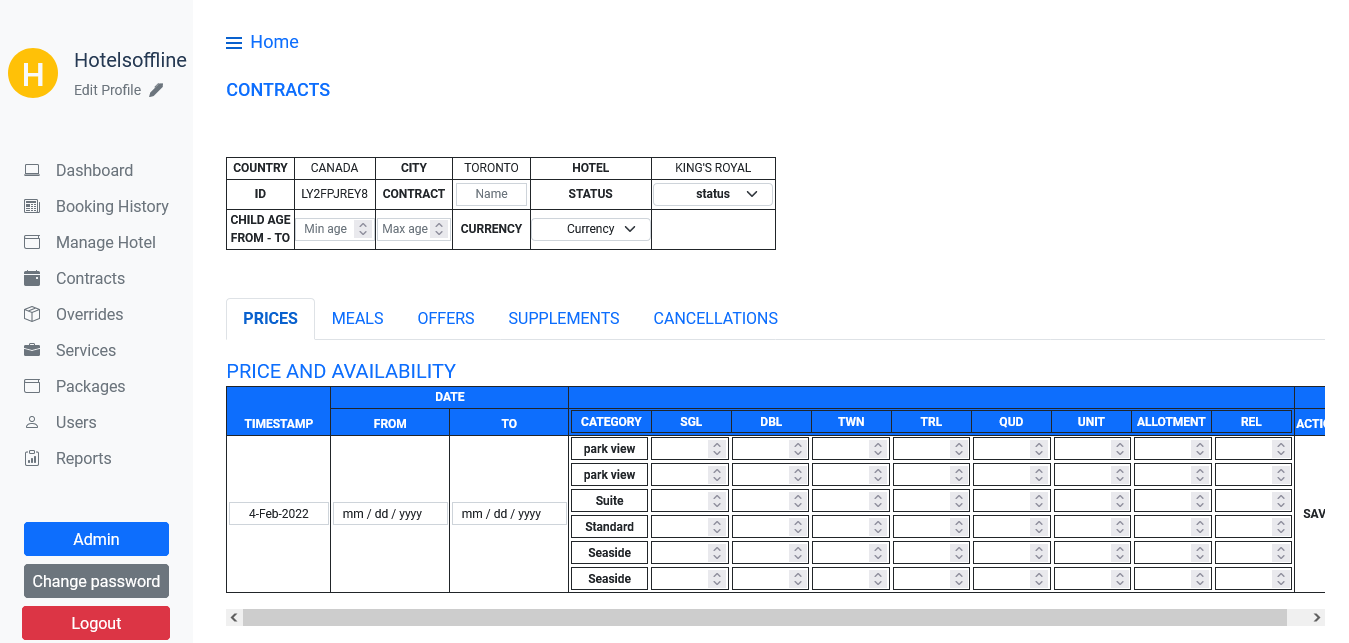 H
Hotelsoffline
Edit Profile
Dashboard
Booking History
Manage Hotel
Contracts
Overrides
Services
Packages
Users
Reports
Admin
Change password
Logout
Home
CONTRACTS
COUNTRY CANADA CITY TORONTO HOTEL KING'S ROYAL
ID LY2FPJREY8 CONTRACT Name STATUS status
CHILD AGE
FROM - TO Min age Max age CURRENCY Currency
PRICES MEALS OFFERS SUPPLEMENTS CANCELLATIONS
PRICE AND AVAILABILITY
DATE
TIMESTAMP FROM TO CATEGORY SGL DBL TWN TRL QUD UNIT ALLOTMENT REL ACTIO
park view
park view
Suite
4-Feb-2022 mm / dd / yyyy mm / dd / yyyy SAV
Standard
Seaside
Seaside